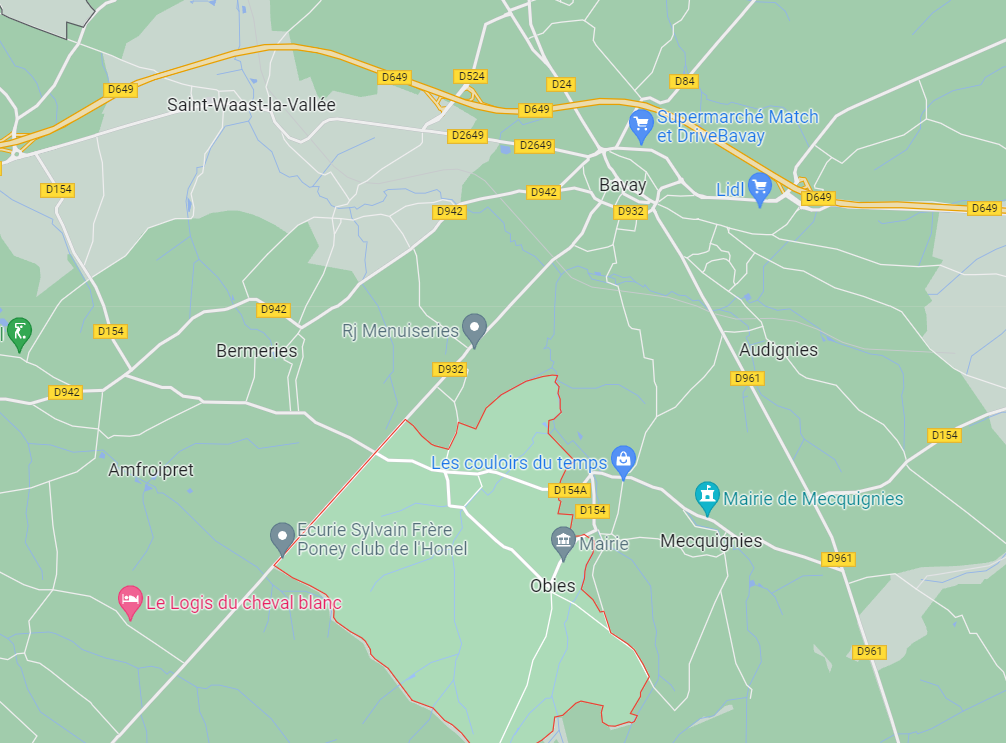 D649
D524
D649
D24
D84
D649
Saint-Waast-la-Vallée
Supermarché Match
et DriveBavay
D2649
D2649
D154
Bavay
Lidl
D942
D649
D942
D932
D649
D942
Rj Menuiseries
D154
Bermeries
Audignies
D932
D961
D942
D154
Amfroipret
Les couloirs du temps
D154A
Mairie de Mecquignies
D154
Ecurie Sylvain Frère
Poney club de l'Honel
Mairie
Mecquignies
D961
Obies
Le Logis du cheval blanc
D961